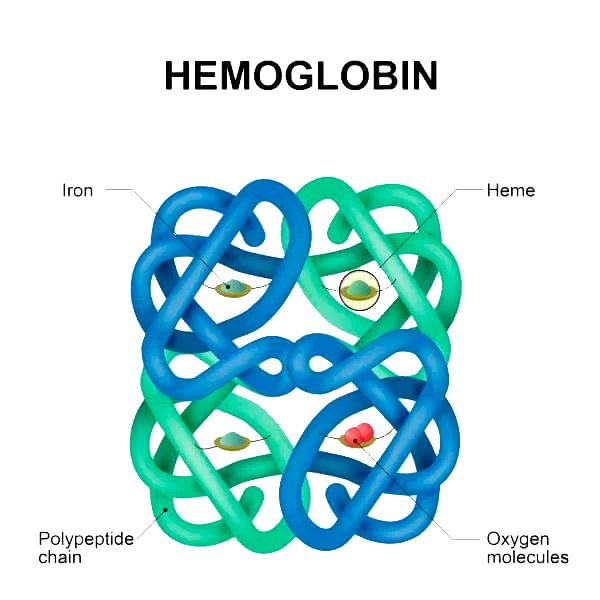 HEMOGLOBIN
Iron
Heme
Polypeptide
chain
Oxygen
molecules